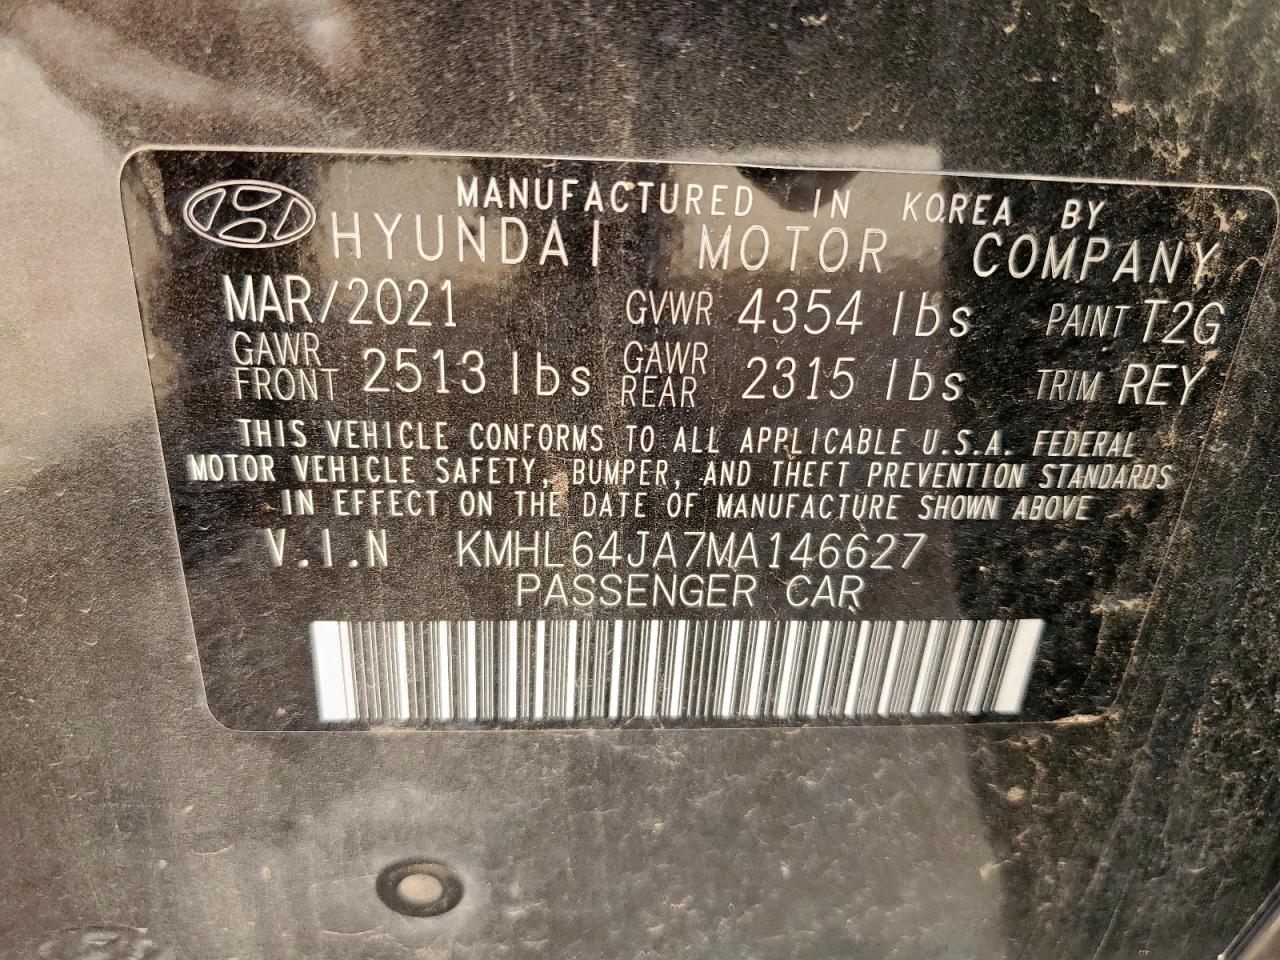 MANUFACTURED IN KOREA BY
HYUNDAI MOTOR COMPANY
MAR/2021 GVWR 4354 lbs PAINT T2G
GAWR FRONT 2513 lbs GAWR REAR 2315 lbs TRIM REY
THIS VEHICLE CONFORMS TO ALL APPLICABLE U.S.A. FEDERAL
MOTOR VEHICLE SAFETY, BUMPER, AND THEFT PREVENTION STANDARDS
IN EFFECT ON THE DATE OF MANUFACTURE SHOWN ABOVE
V.I.N KMHL64JA7MA146627
PASSENGER CAR